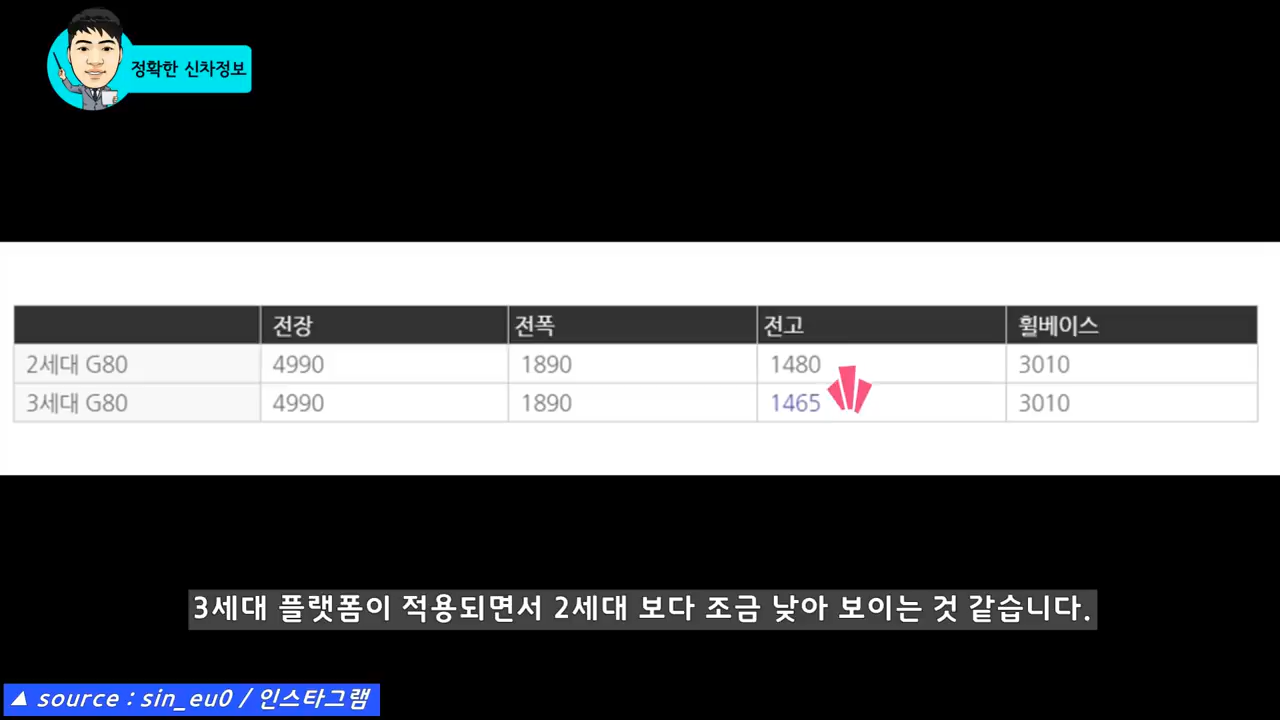 정확한 신차정보
전장 전폭 전고 휠베이스
2세대 G80 4990 1890 1480 3010
3세대 G80 4990 1890 1465 3010
3세대 플랫폼이 적용되면서 2세대 보다 조금 낮아 보이는 것 같습니다.
▲ source : sin_eu0 / 인스타그램